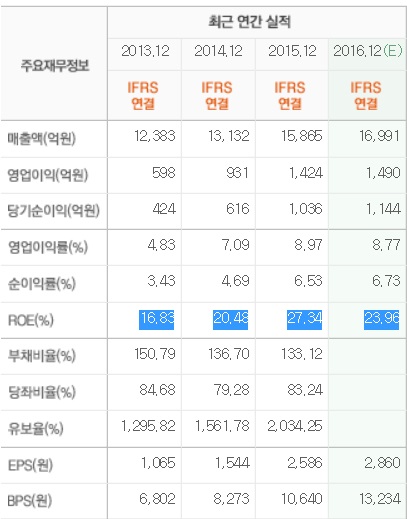 주요재무정보 최근 연간 실적
2013.12 2014.12 2015.12 2016.12(E)
IFRS 연결 IFRS 연결 IFRS 연결 IFRS 연결
매출액(억원) 12,383 13,132 15,865 16,991
영업이익(억원) 598 931 1,424 1,490
당기순이익(억원) 424 616 1,036 1,144
영업이익률(%) 4.83 7.09 8.97 8.77
순이익률(%) 3.43 4.69 6.53 6.73
ROE(%) 16.83 20.48 27.34 23.96
부채비율(%) 150.79 136.70 133.12
당좌비율(%) 84.68 79.28 83.24
유보율(%) 1,295.82 1,561.78 2,034.25
EPS(원) 1,065 1,544 2,586 2,860
BPS(원) 6,802 8,273 10,640 13,234